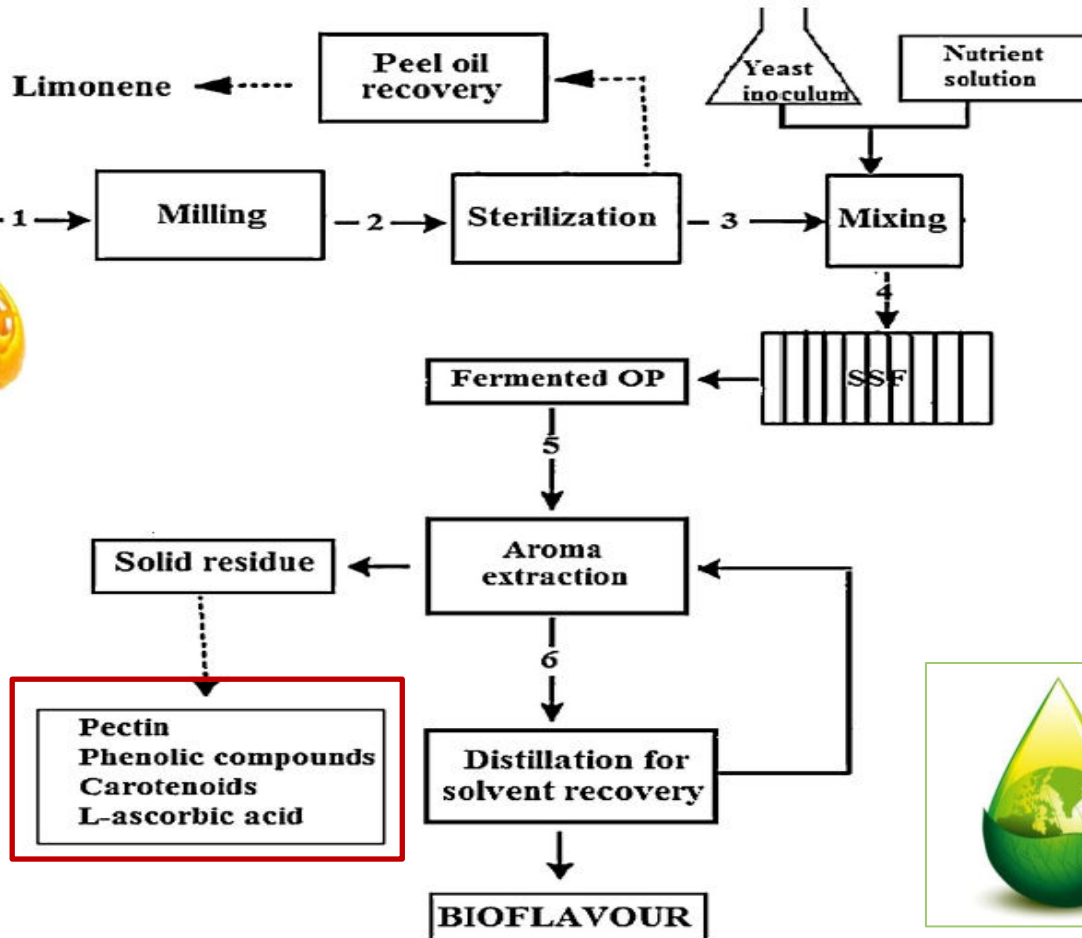 Limonene
Peel oil
recovery
Yeast
inoculum
Nutrient
solution
1
Milling
2
Sterilization
3
Mixing
4
SSF
Fermented OP
5
Aroma
extraction
Solid residue
6
Pectin
Phenolic compounds
Carotenoids
L-ascorbic acid
Distillation for
solvent recovery
BIOFLAVOUR